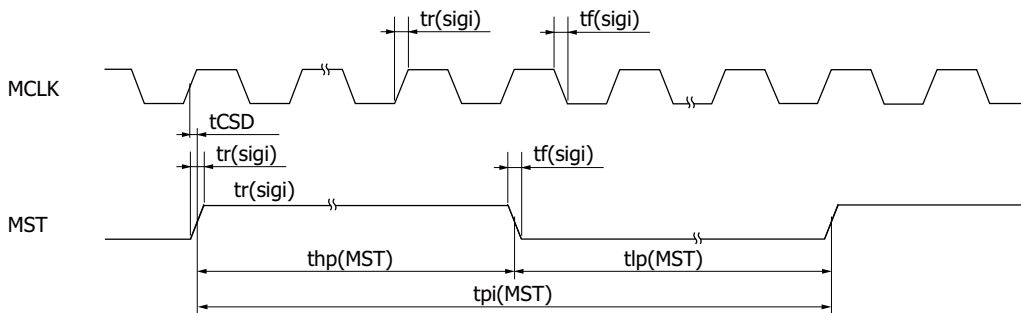 tr(sigi)
tf(sigi)
MCLK
tCSD
tr(sigi)
tf(sigi)
tr(sigi)
MST
thp(MST)
tlp(MST)
tpi(MST)